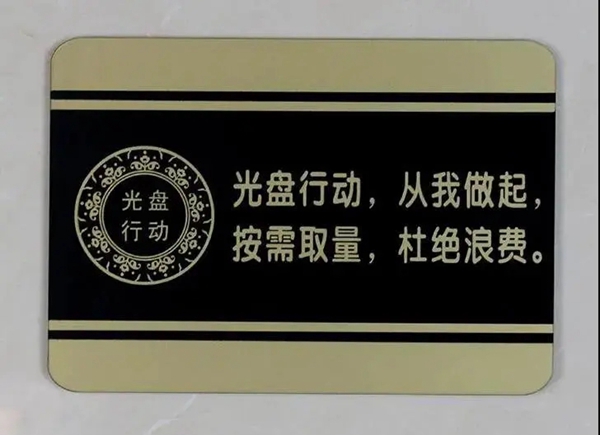 光盘
行动
光盘行动，从我做起，
按需取量，杜绝浪费。